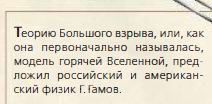 Теорию Большого взрыва, или, как
она первоначально называлась,
модель горячей Вселенной, пред-
ложил российский и американ-
ский физик Г. Гамов.